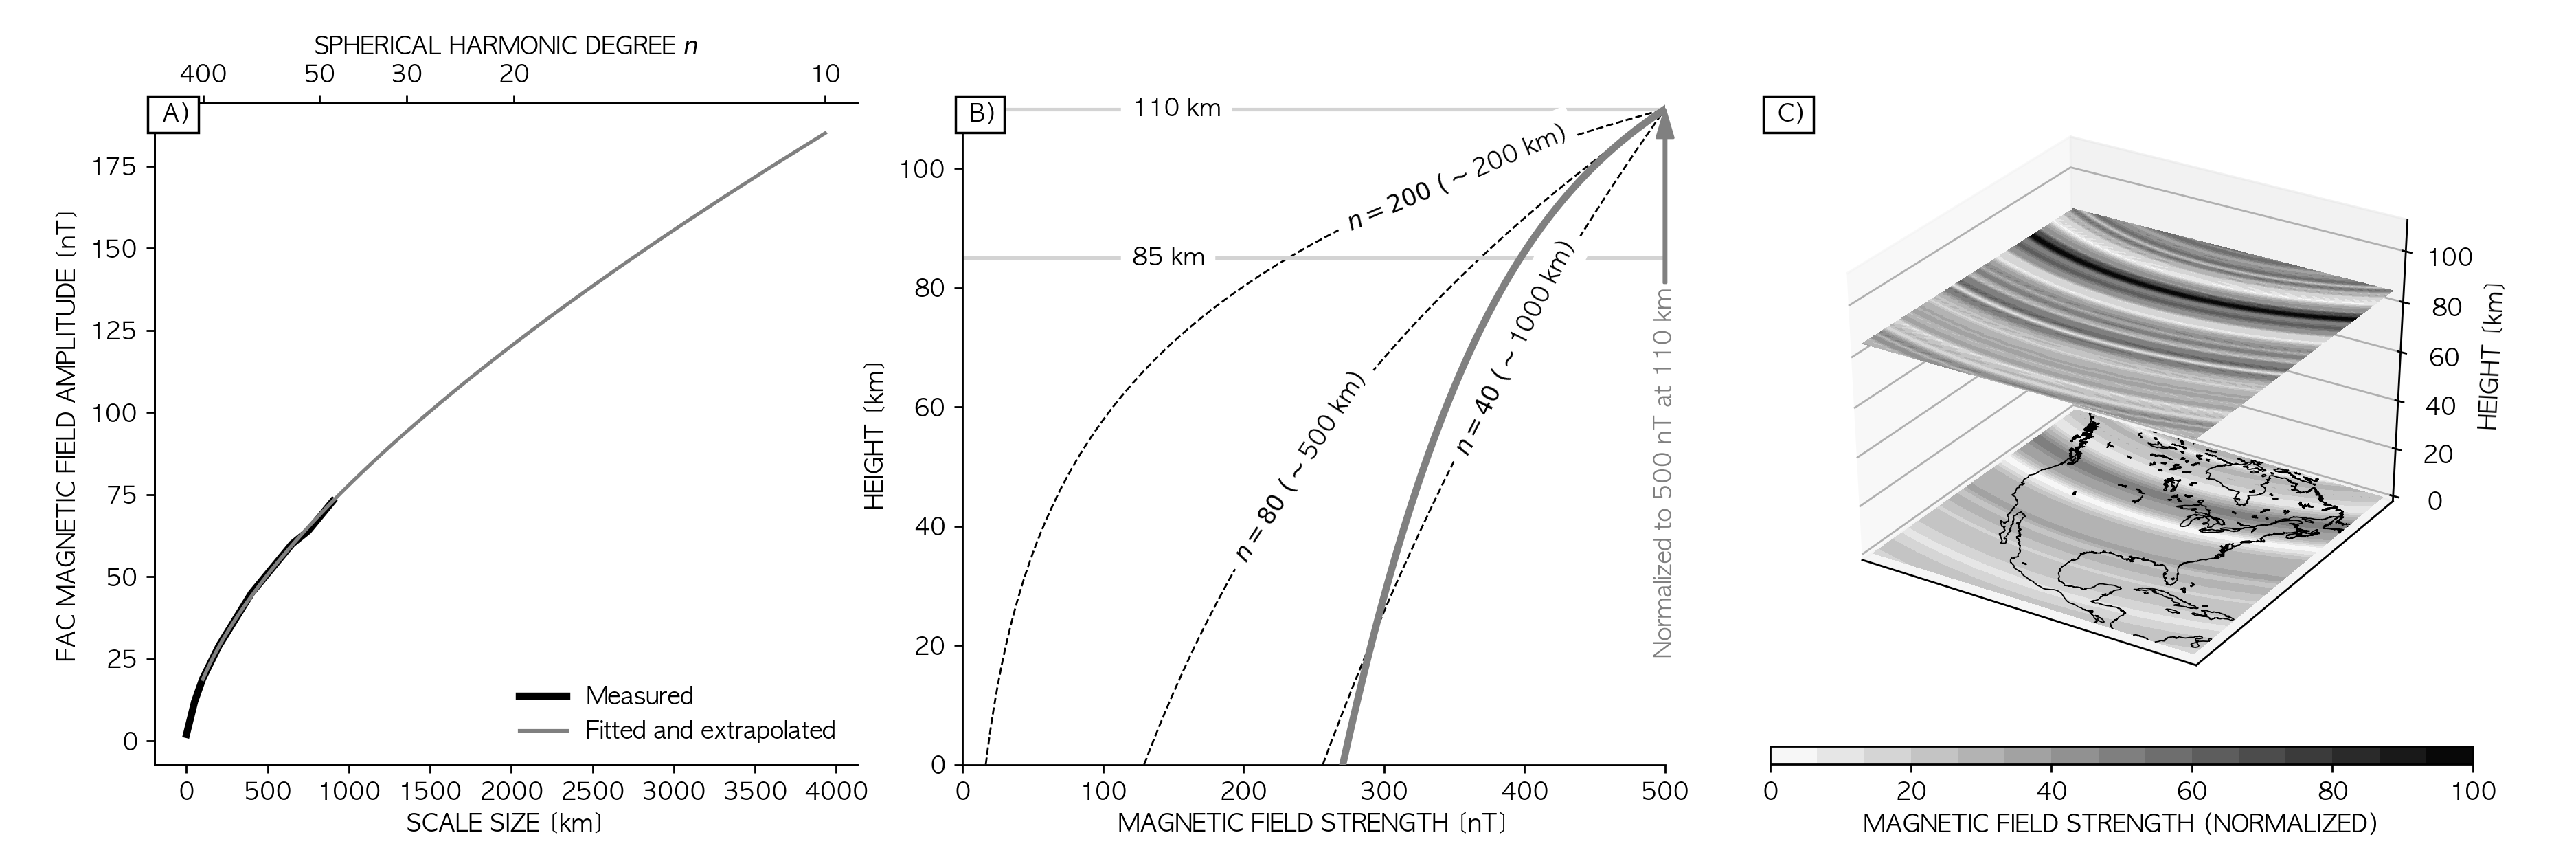 SPHERICAL HARMONIC DEGREE n
400 50 30 20 10
A)
FAC MAGNETIC FIELD AMPLITUDE [nT]
175
150
125
100
75
50
25
0
Measured
Fitted and extrapolated
0 500 1000 1500 2000 2500 3000 3500 4000
SCALE SIZE [km]
B)
110 km
85 km
HEIGHT [km]
100
80
60
40
20
0
n = 200 (~ 200 km)
n = 80 (~ 500 km)
n = 40 (~ 1000 km)
Normalized to 500 nT at 110 km
0 100 200 300 400 500
MAGNETIC FIELD STRENGTH [nT]
C)
100
80
60
40
20
0
HEIGHT [km]
0 20 40 60 80 100
MAGNETIC FIELD STRENGTH (NORMALIZED)